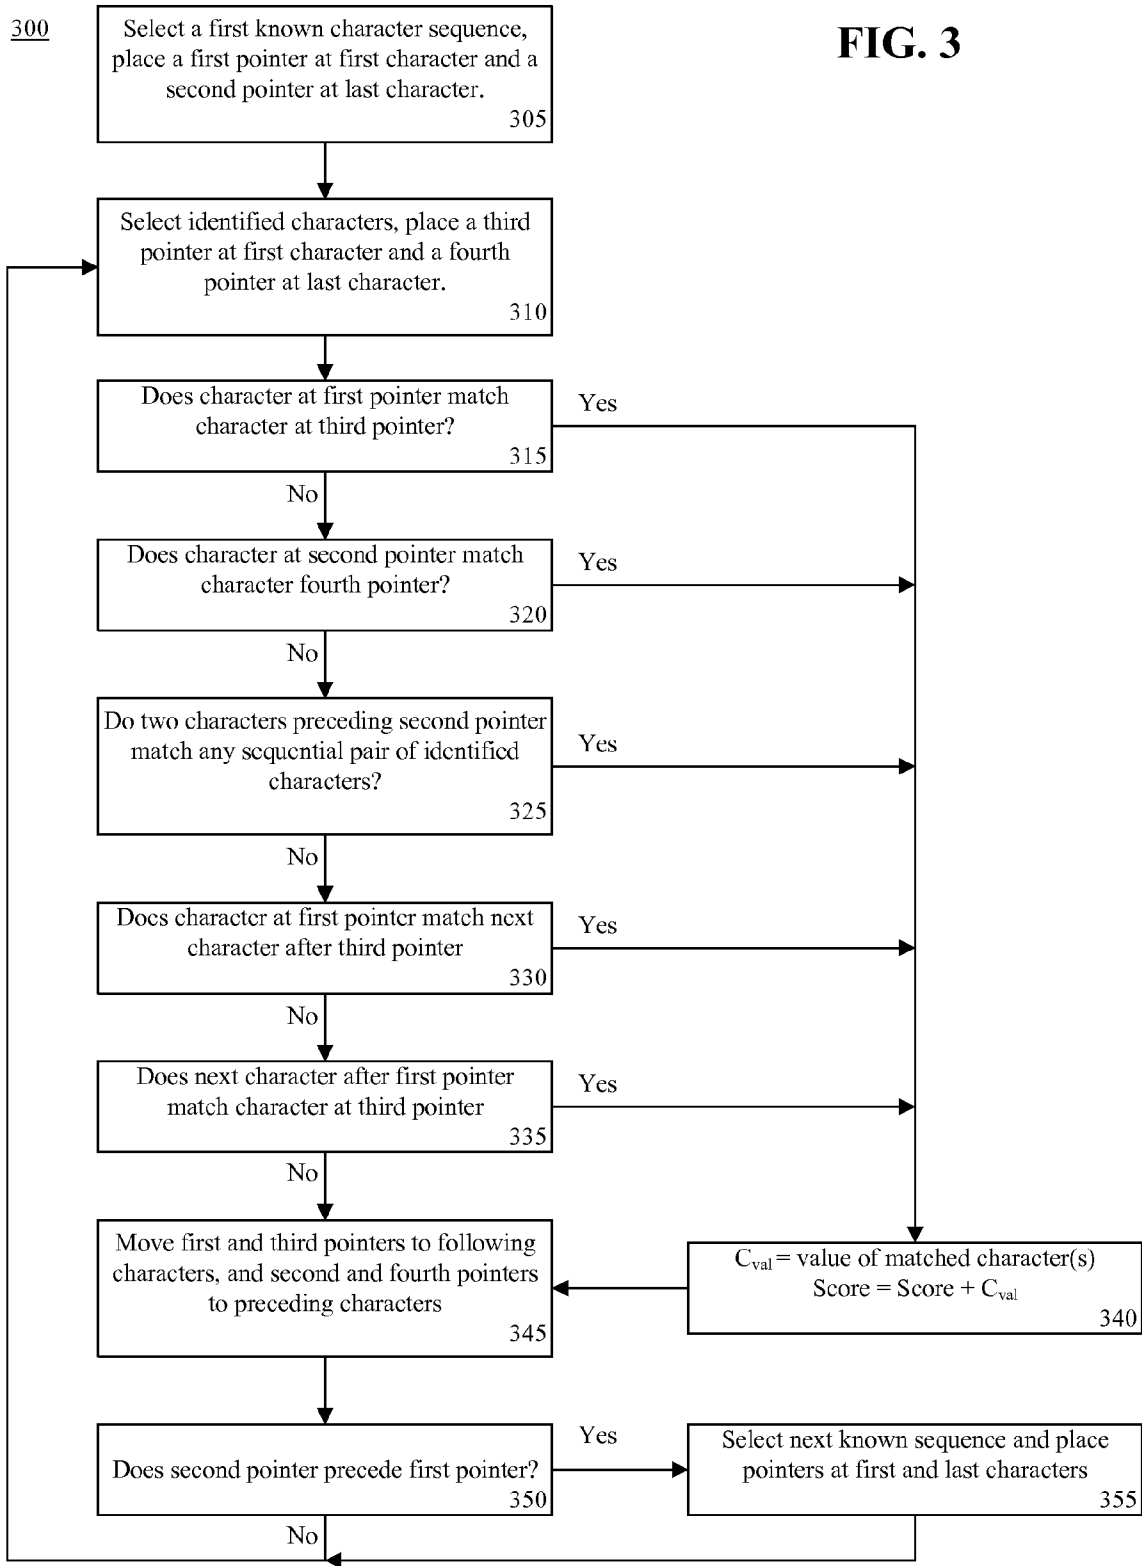 300
FIG. 3
Select a first known character sequence,
place a first pointer at first character and a
second pointer at last character.
305
Select identified characters, place a third
pointer at first character and a fourth
pointer at last character.
310
Does character at first pointer match
character at third pointer?
315
Yes
No
Does character at second pointer match
character fourth pointer?
320
Yes
No
Do two characters preceding second pointer
match any sequntial pair of identified
characters?
325
Yes
No
Does character at first pointer match next
character after third pointer
330
Yes
No
Does next character after first pointer
match character at third pointer
335
Yes
No
Move first and third pointers to following
characters, and second and fourth pointers
to preceding characters
345
Cval = value of matched character(s)
Score = Score + Cval
340
Does second pointer precede first pointer?
350
Yes
No
Select next known sequence and place
pointers at first and last characters
355